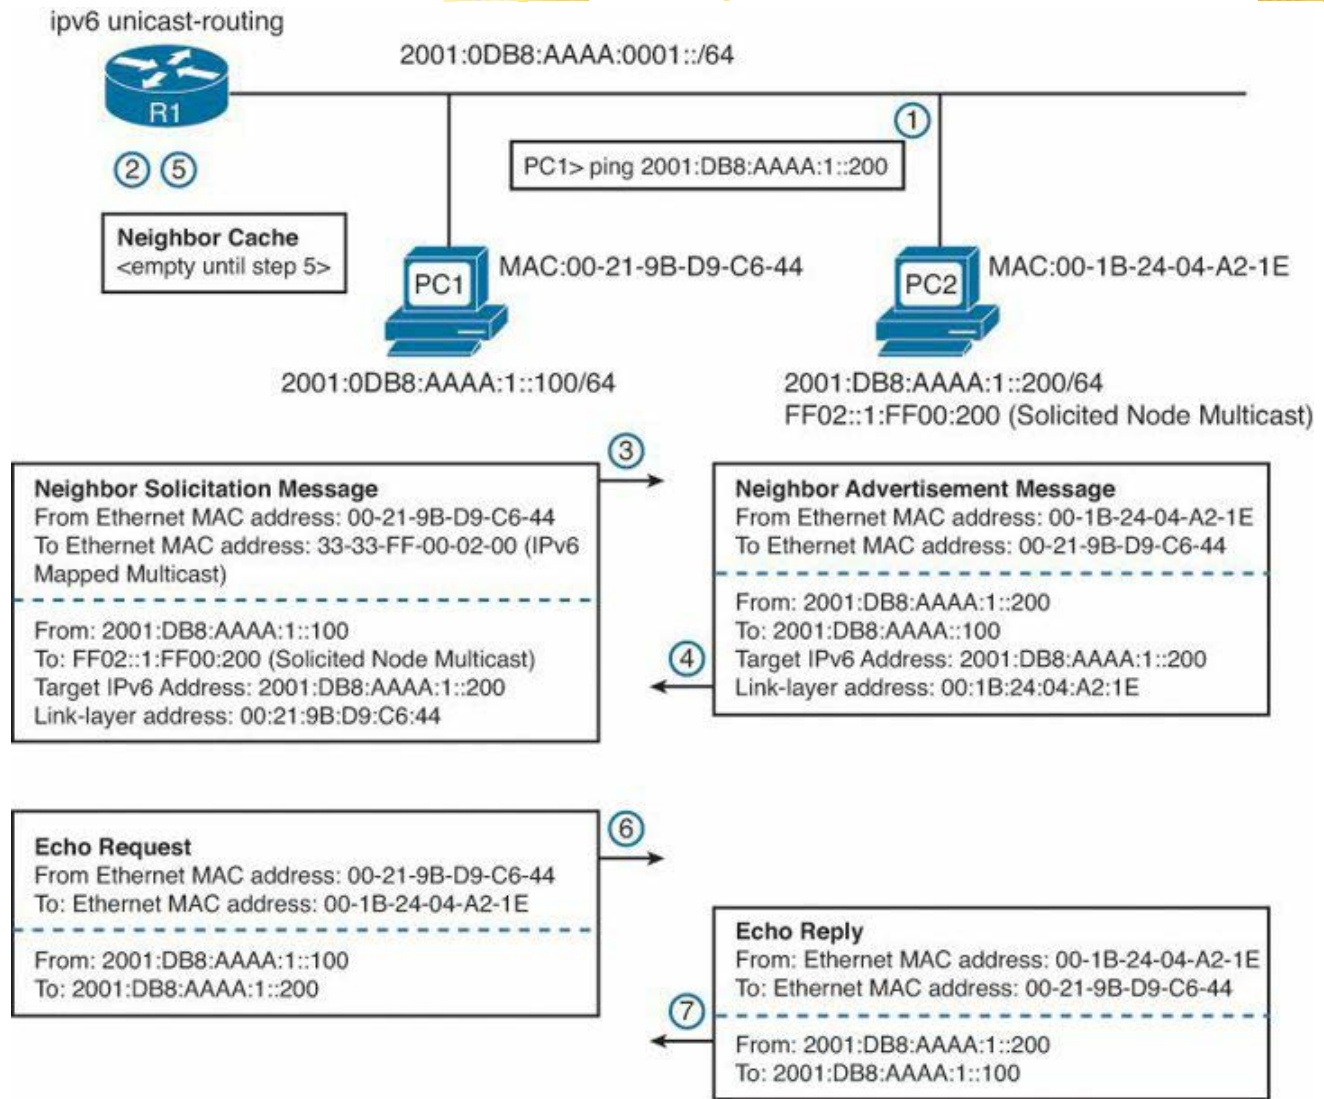 ipv6 unicast-routing
2001:0DB8:AAAA:0001::/64
R1
1
PC1> ping 2001:DB8:AAAA:1::200
2 5
Neighbor Cache
<empty until step 5>
PC1
MAC:00-21-9B-D9-C6-44
PC2
MAC:00-1B-24-04-A2-1E
2001:0DB8:AAAA:1::100/64
2001:DB8:AAAA:1::200/64
FF02::1:FF00:200 (Solicited Node Multicast)
3
Neighbor Solicitation Message
From Ethernet MAC address: 00-21-9B-D9-C6-44
To Ethernet MAC address: 33-33-FF-00-02-00 (IPv6
Mapped Multicast)
From: 2001:DB8:AAAA:1::100
To: FF02::1:FF00:200 (Solicited Node Multicast)
Target IPv6 Address: 2001:DB8:AAAA:1::200
Link-layer address: 00:21:9B:D9:C6:44
Neighbor Advertisement Message
From Ethernet MAC address: 00-1B-24-04-A2-1E
To Ethernet MAC address: 00-21-9B-D9-C6-44
From: 2001:DB8:AAAA:1::200
To: 2001:DB8:AAAA::100
Target IPv6 Address: 2001:DB8:AAAA:1::200
Link-layer address: 00:1B:24:04:A2:1E
4
Echo Request
From Ethernet MAC address: 00-21-9B-D9-C6-44
To: Ethernet MAC address: 00-1B-24-04-A2-1E
From: 2001:DB8:AAAA:1::100
To: 2001:DB8:AAAA:1::200
6
Echo Reply
From: Ethernet MAC address: 00-1B-24-04-A2-1E
To: Ethernet MAC address: 00-21-9B-D9-C6-44
From: 2001:DB8:AAAA:1::200
To: 2001:DB8:AAAA:1::100
7